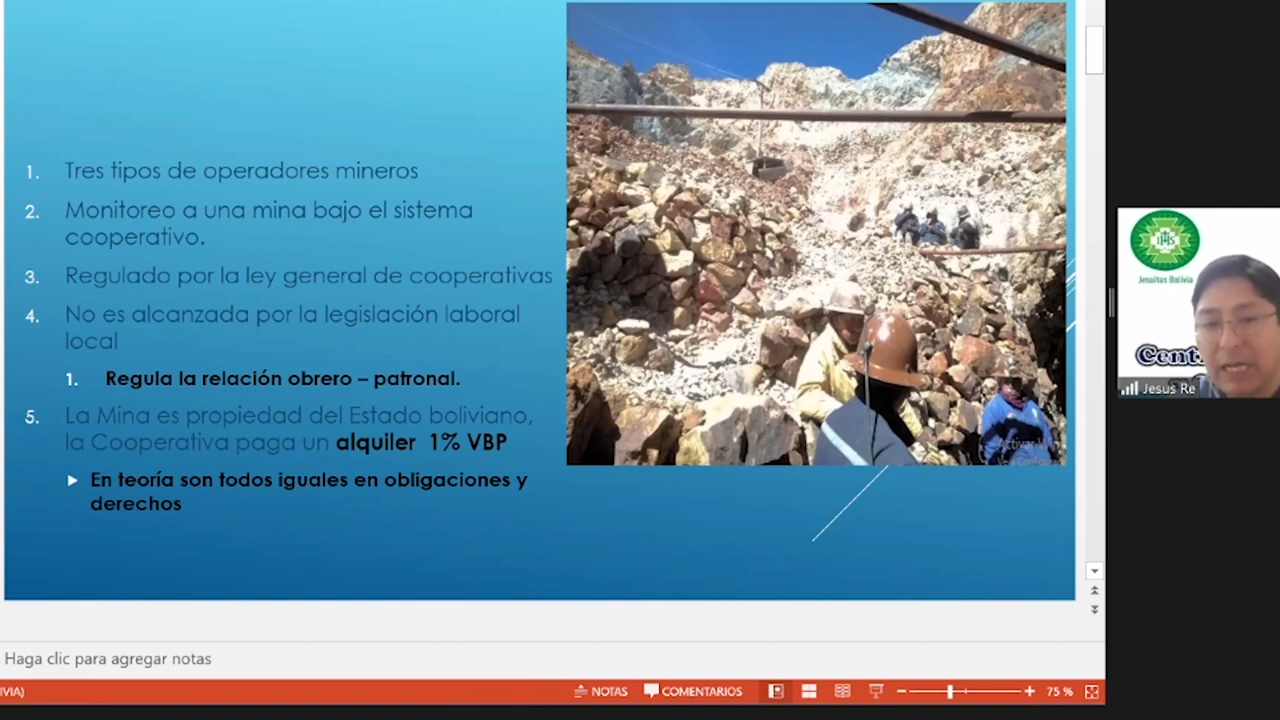 1. Tres tipos de operadores mineros
2. Monitoreo a una mina bajo el sistema
cooperativo.
3. Regulado por la ley general de cooperativas
4. No es alcanzada por la legislación laboral
local
1. Regula la relación obrero – patronal.
5. La Mina es propiedad del Estado boliviano,
la Cooperativa paga un alquiler 1% VBP
En teoría son todos iguales en obligaciones y
derechos
IHS
Jesuitas Bolivia
Cent
Jesus Re
Haga clic para agregar notas
IVIA)
NOTAS
COMENTARIOS
75 %